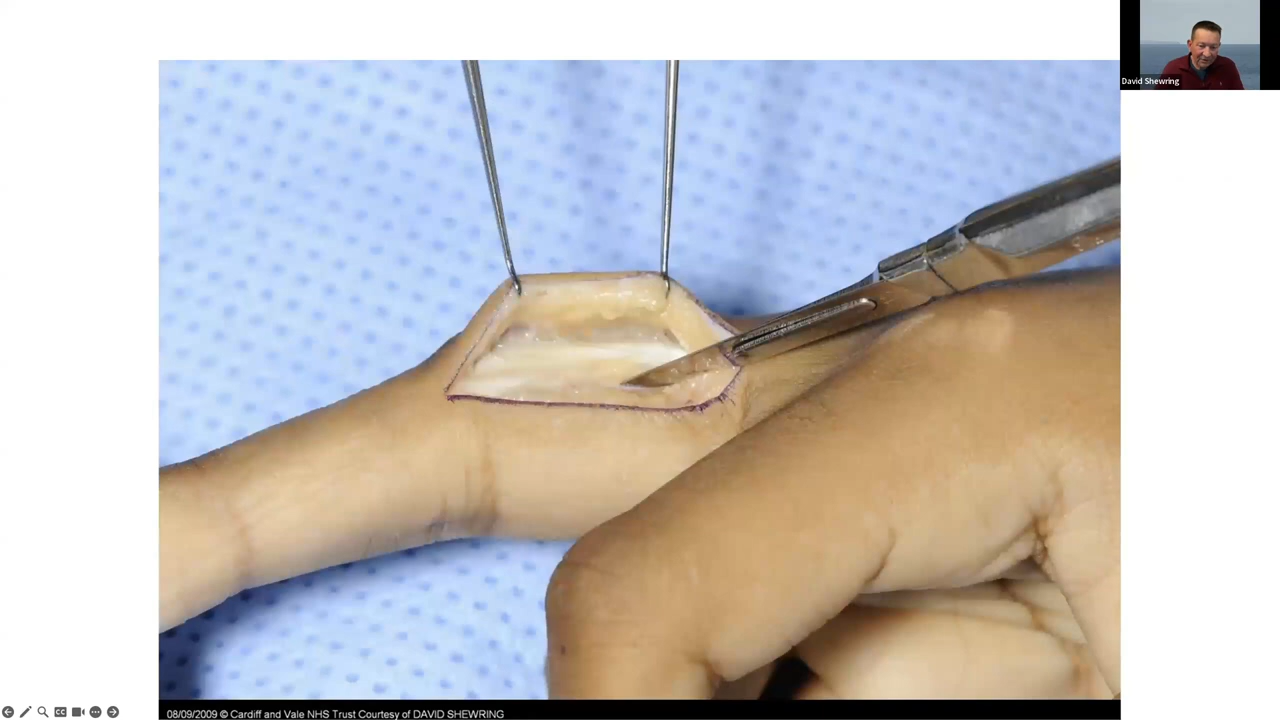 David Shewring
08/09/2009 © Cardiff and Vale NHS Trust Courtesy of DAVID SHEWRING